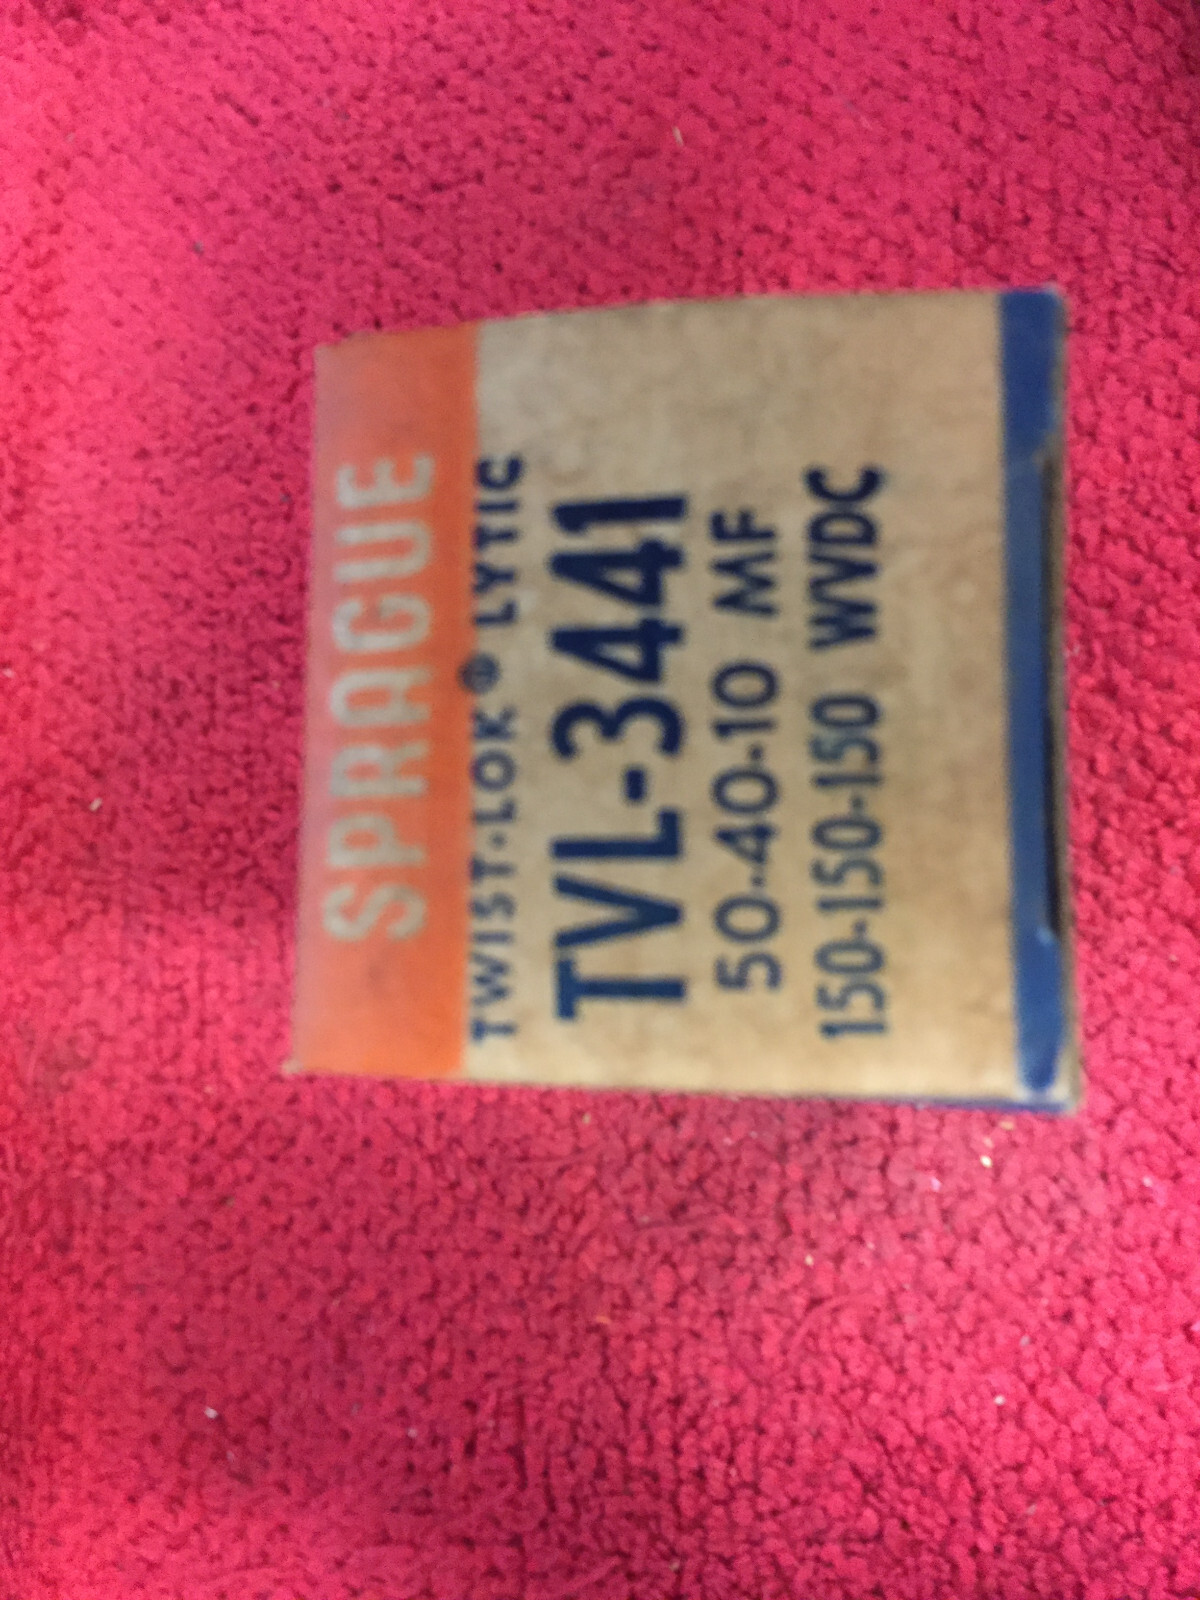 SPRAGUE
TWIST-LOK ® LYTIC
TVL-3441
50-40-10 MF
150-150-150 WVDC